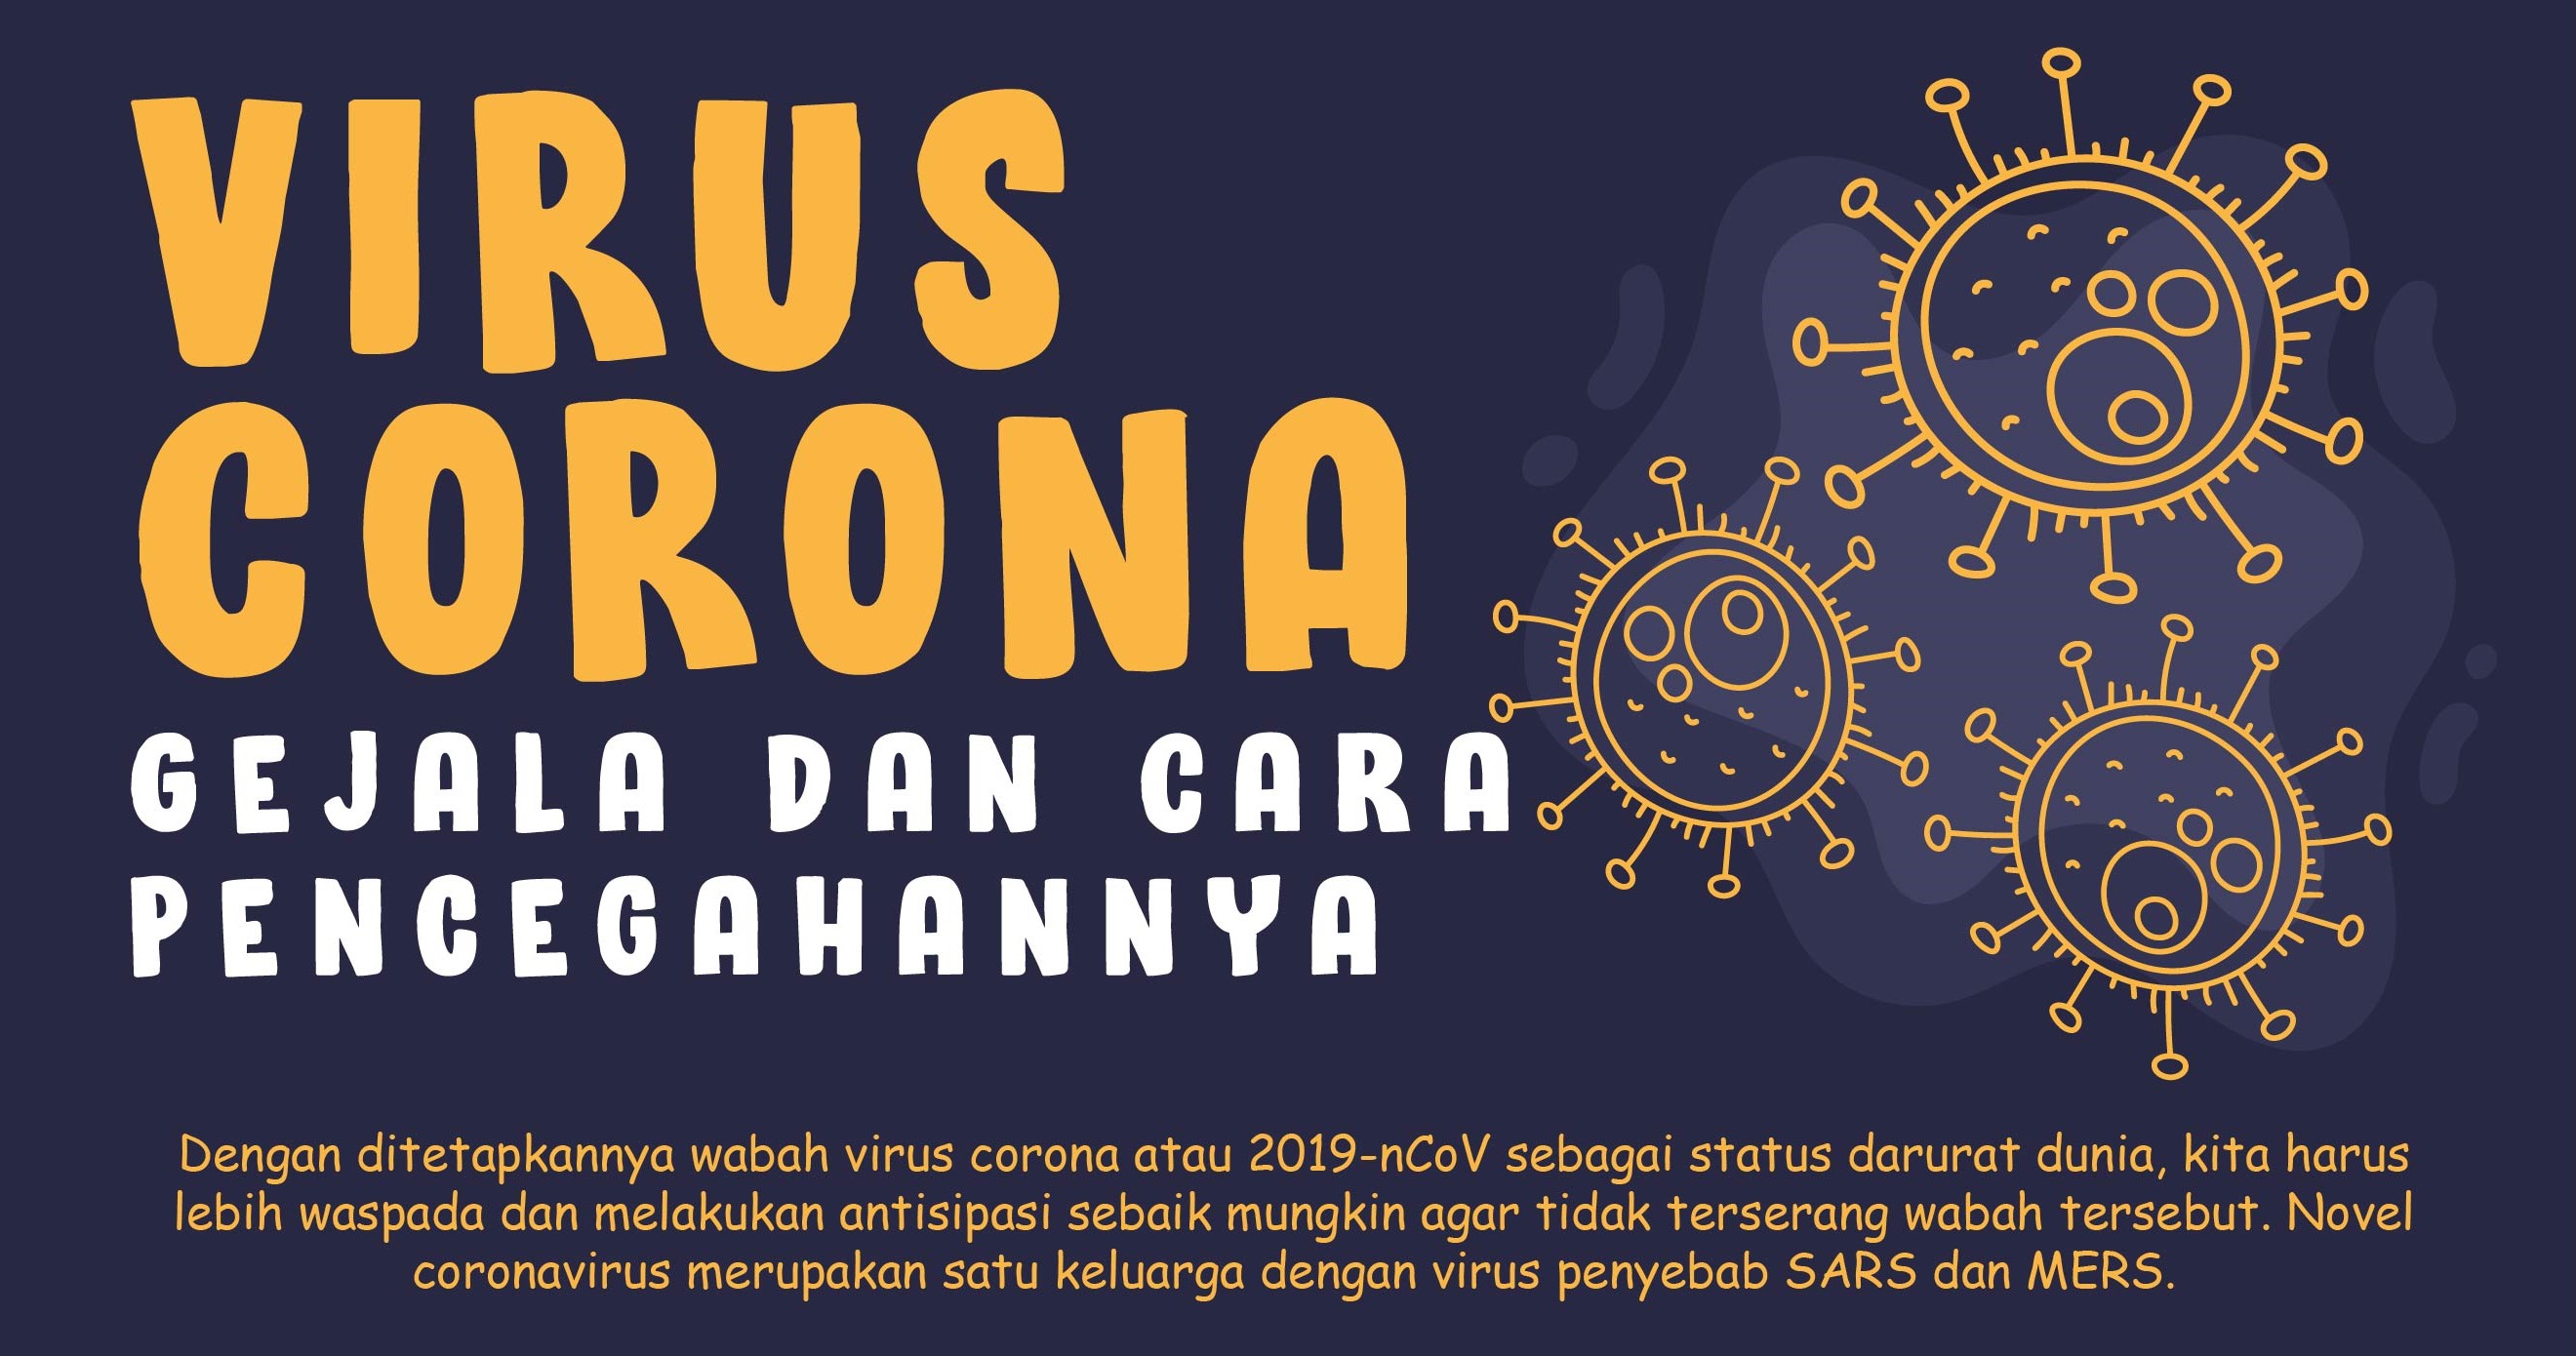 VIRUS
CORONA
GEJALA DAN CARA
PENCEGAHANNYA
Dengan ditetapkannya wabah virus corona atau 2019-nCoV sebagai status darurat dunia, kita harus
lebih waspada dan melakukan antisipasi sebaik mungkin agar tidak terserang wabah tersebut. Novel
coronavirus merupakan satu keluarga dengan virus penyebab SARS dan MERS.